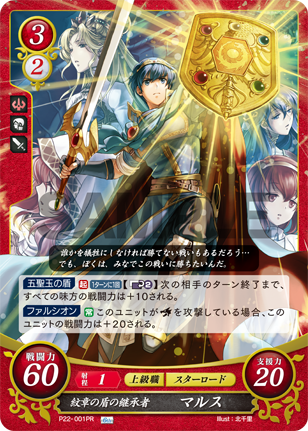 3
2
SAMPLE
誰かを犠牲にしなければ勝てない戦いもあるだろう…
でも、ぼくは、みんなでこの戦いに勝ちたいんだ。
五聖玉の盾 起 1ターンに1回 [2] 次の相手のターン終了まで、
すべての味方の戦闘力は+10される。
ファルシオン 常 このユニットが を攻撃している場合、この
ユニットの戦闘力は+20される。
戦闘力
60
射程 1 上級職 スターロード
支援力
20
紋章の盾の継承者 マルス
P22-001PR
Illust：北千里